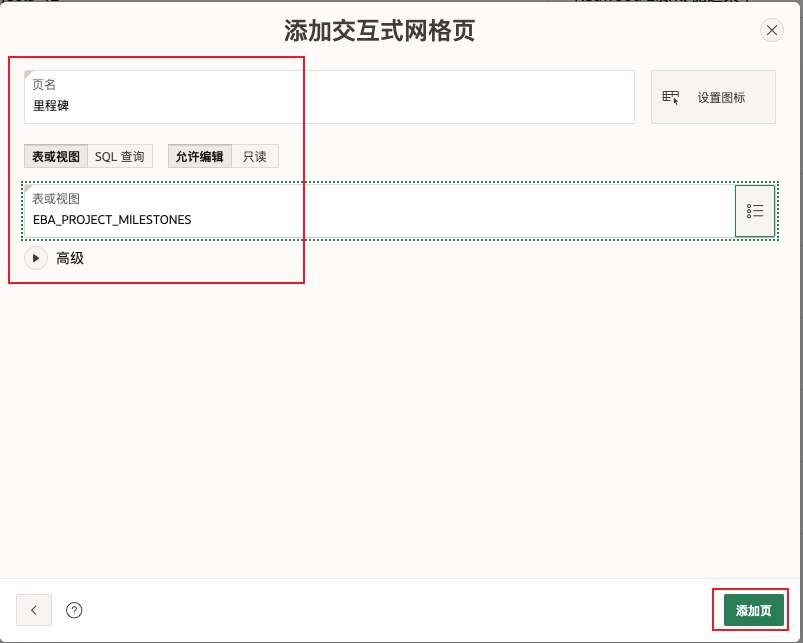 添加交互式网格页
页名
里程碑
设置图标
表或视图 SQL 查询 允许编辑 只读
表或视图
EBA_PROJECT_MILESTONES
高级
添加页